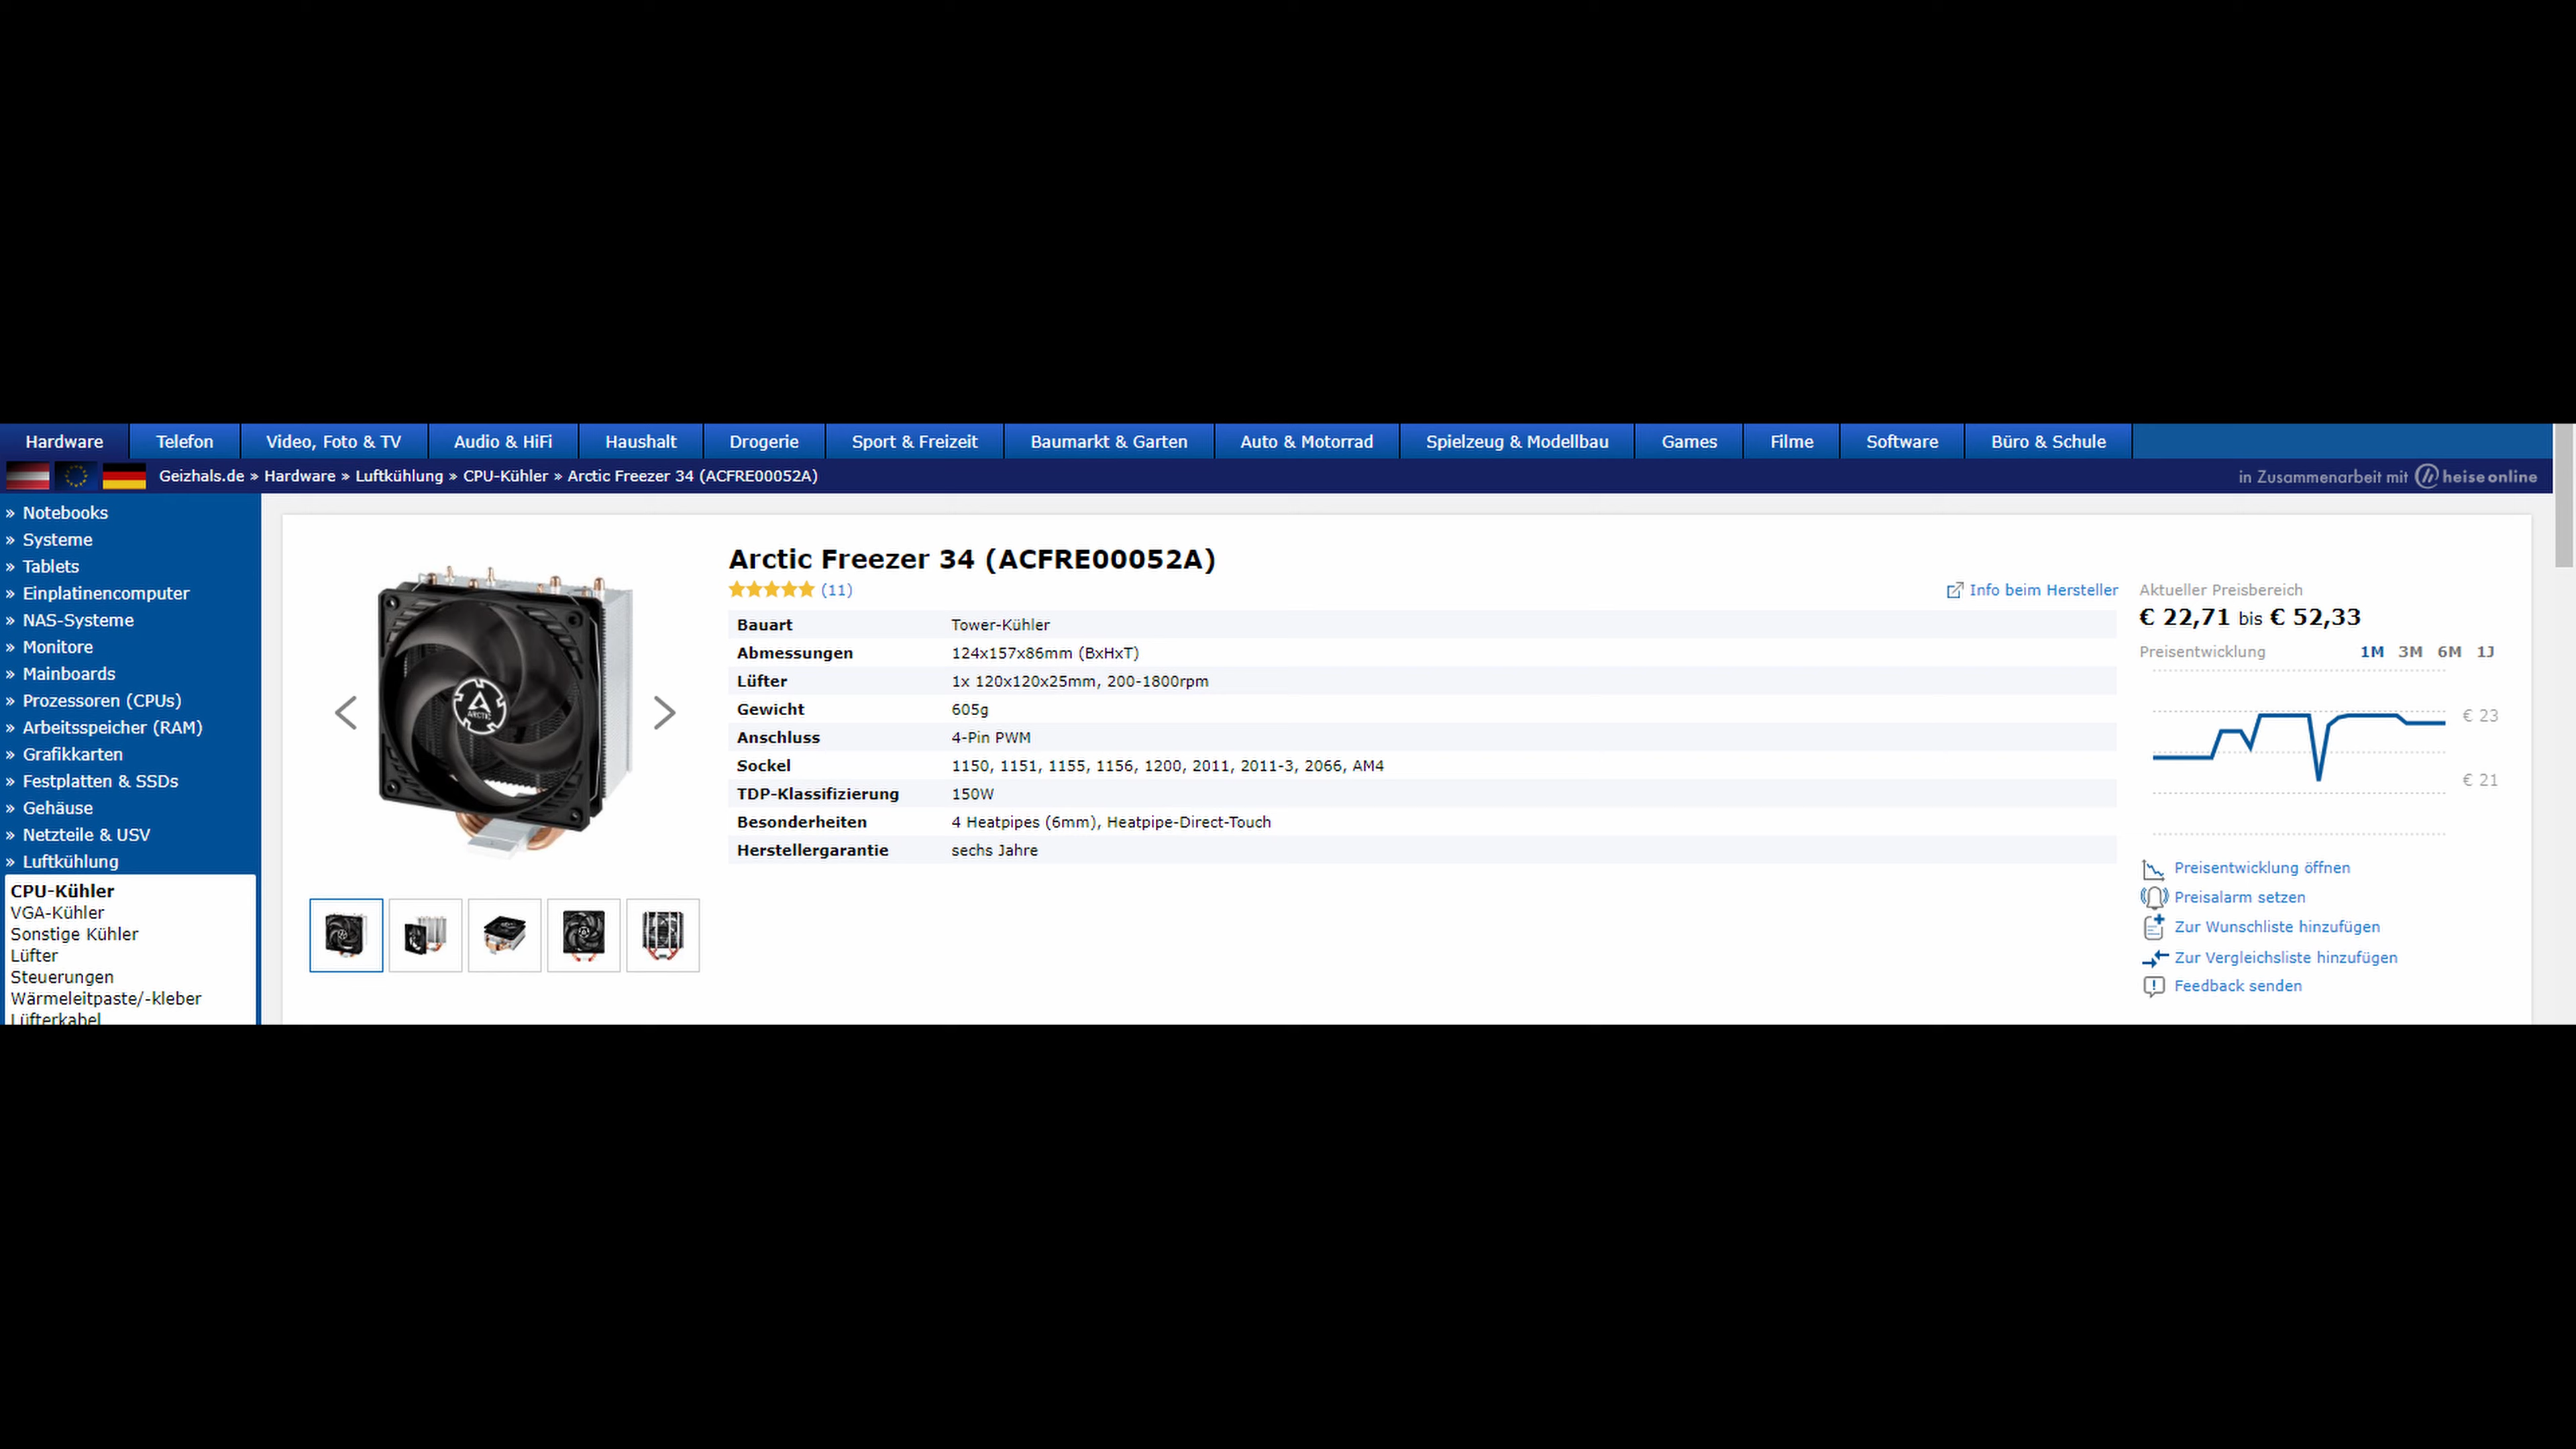 Hardware Telefon Video, Foto & TV Audio & HiFi Haushalt Drogerie Sport & Freizeit Baumarkt & Garten Auto & Motorrad Spielzeug & Modellbau Games Filme Software Büro & Schule
Geizhals.de » Hardware » Luftkühlung » CPU-Kühler » Arctic Freezer 34 (ACFRE00052A)
in Zusammenarbeit mit heise online
» Notebooks
» Systeme
» Tablets
» Einplatinencomputer
» NAS-Systeme
» Monitore
» Mainboards
» Prozessoren (CPUs)
» Arbeitsspeicher (RAM)
» Grafikkarten
» Festplatten & SSDs
» Gehäuse
» Netzteile & USV
» Luftkühlung
CPU-Kühler
VGA-Kühler
Sonstige Kühler
Lüfter
Steuerungen
Wärmeleitpaste/-kleber
Lüfterkabel
ARCTIC
Arctic Freezer 34 (ACFRE00052A)
(11)
Info beim Hersteller
Bauart Tower-Kühler
Abmessungen 124x157x86mm (BxHxT)
Lüfter 1x 120x120x25mm, 200-1800rpm
Gewicht 605g
Anschluss 4-Pin PWM
Sockel 1150, 1151, 1155, 1156, 1200, 2011, 2011-3, 2066, AM4
TDP-Klassifizierung 150W
Besonderheiten 4 Heatpipes (6mm), Heatpipe-Direct-Touch
Herstellergarantie sechs Jahre
Aktueller Preisbereich
€ 22,71 bis € 52,33
Preisentwicklung 1M 3M 6M 1J
€ 23
€ 21
Preisentwicklung öffnen
Preisalarm setzen
Zur Wunschliste hinzufügen
Zur Vergleichsliste hinzufügen
Feedback senden